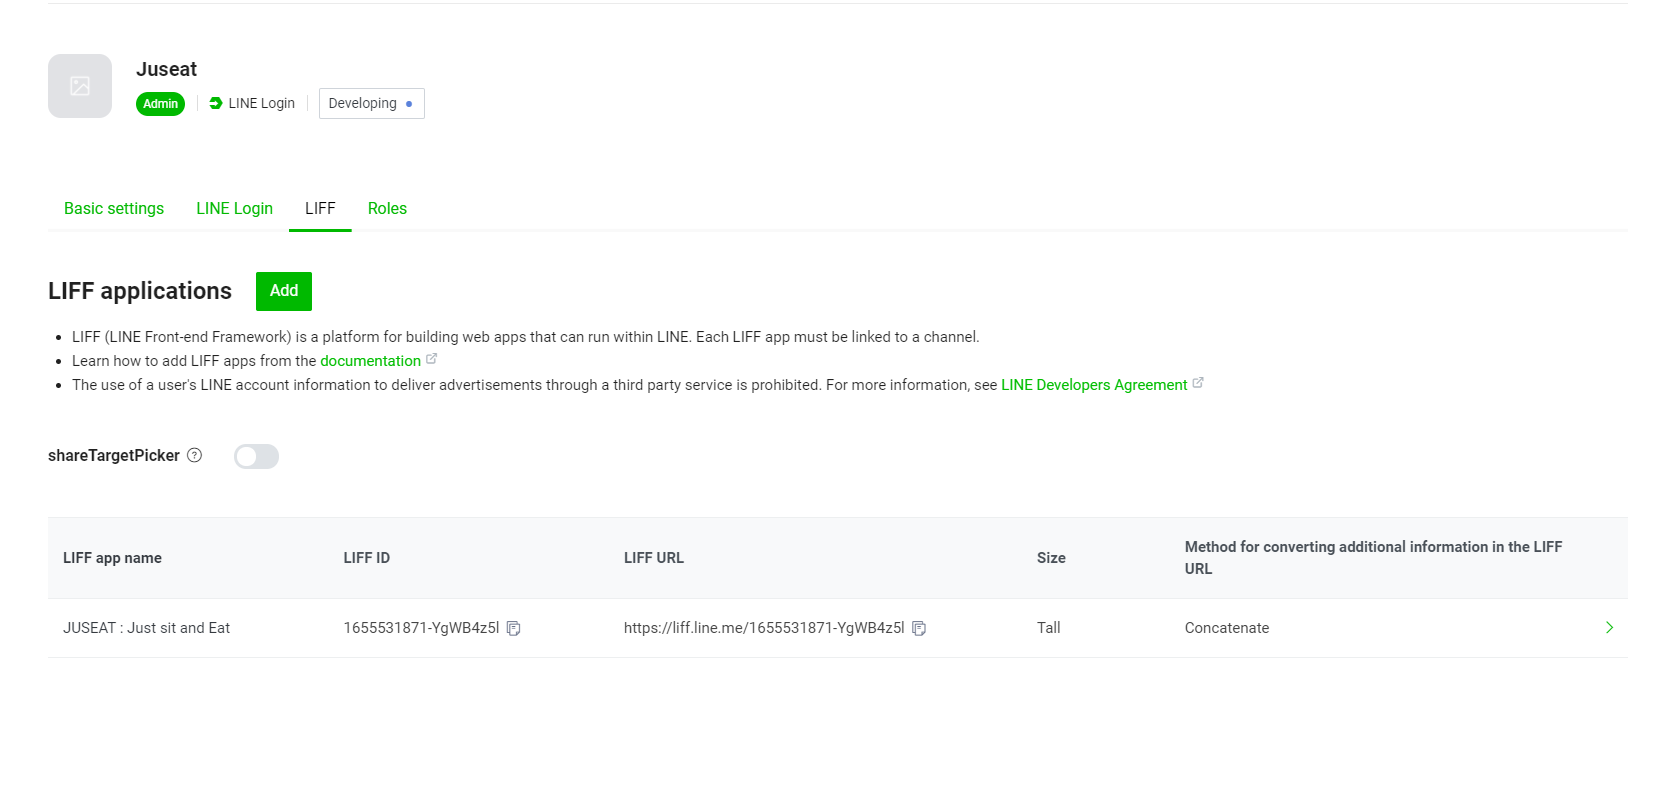 Juseat
Admin
LINE Login
Developing
Basic settings
LINE Login
LIFF
Roles
LIFF applications
Add
LIFF (LINE Front-end Framework) is a platform for building web apps that can run within LINE. Each LIFF app must be linked to a channel.
Learn how to add LIFF apps from the documentation
The use of a user's LINE account information to deliver advertisements through a third party service is prohibited. For more information, see LINE Developers Agreement
shareTargetPicker ?
LIFF app name
LIFF ID
LIFF URL
Size
Method for converting additional information in the LIFF
URL
JUSEAT : Just sit and Eat
1655531871-YgWB4z5l
https://liff.line.me/1655531871-YgWB4z5l
Tall
Concatenate